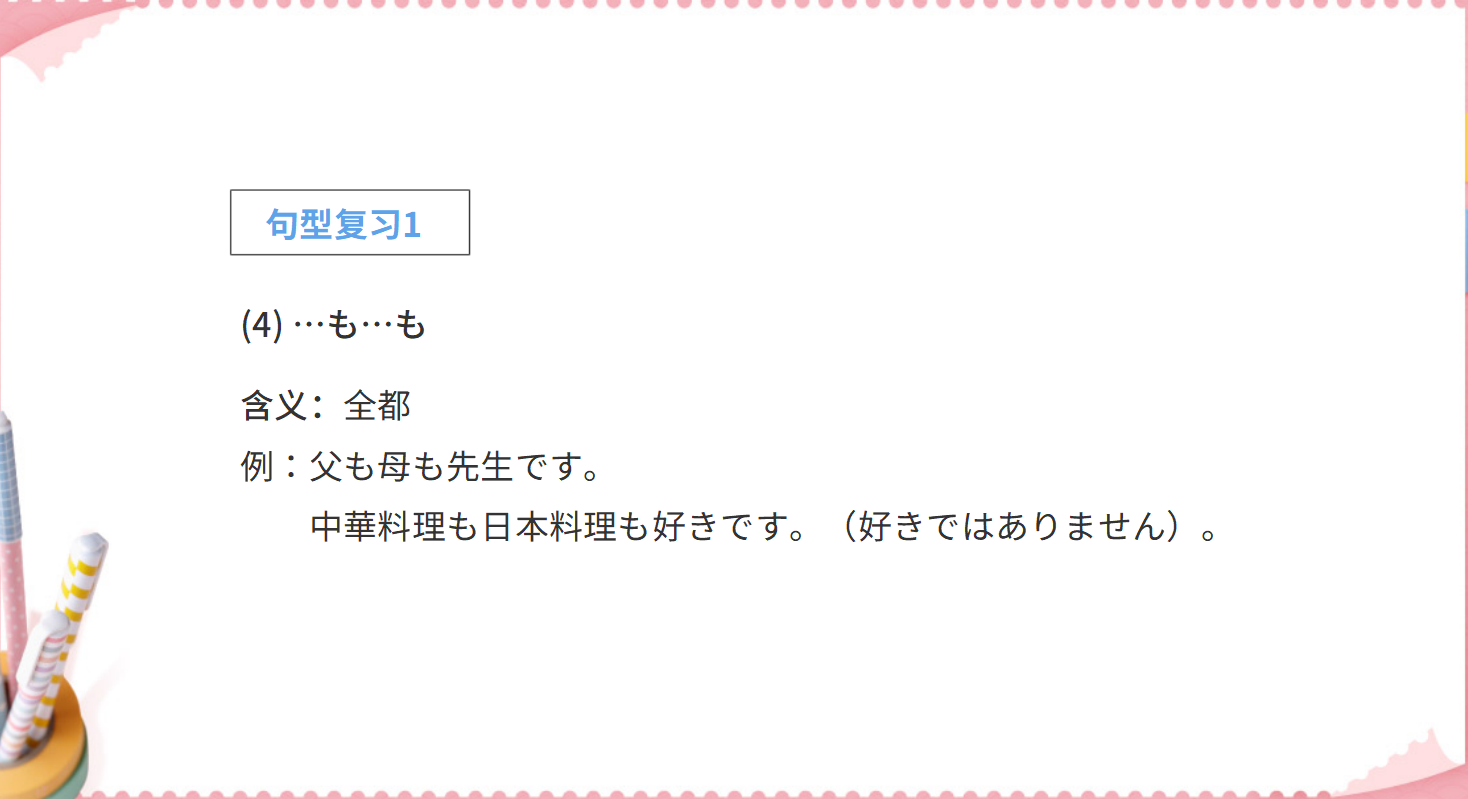 句型复习1
(4) …も…も
含义：全都
例：父も母も先生です。
中華料理も日本料理も好きです。（好きではありません）。